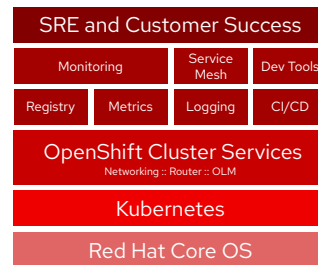 SRE and Customer Success
Monitoring
Service
Mesh
Dev Tools
Registry
Metrics
Logging
CI/CD
OpenShift Cluster Services
Networking :: Router :: OLM
Kubernetes
Red Hat Core OS